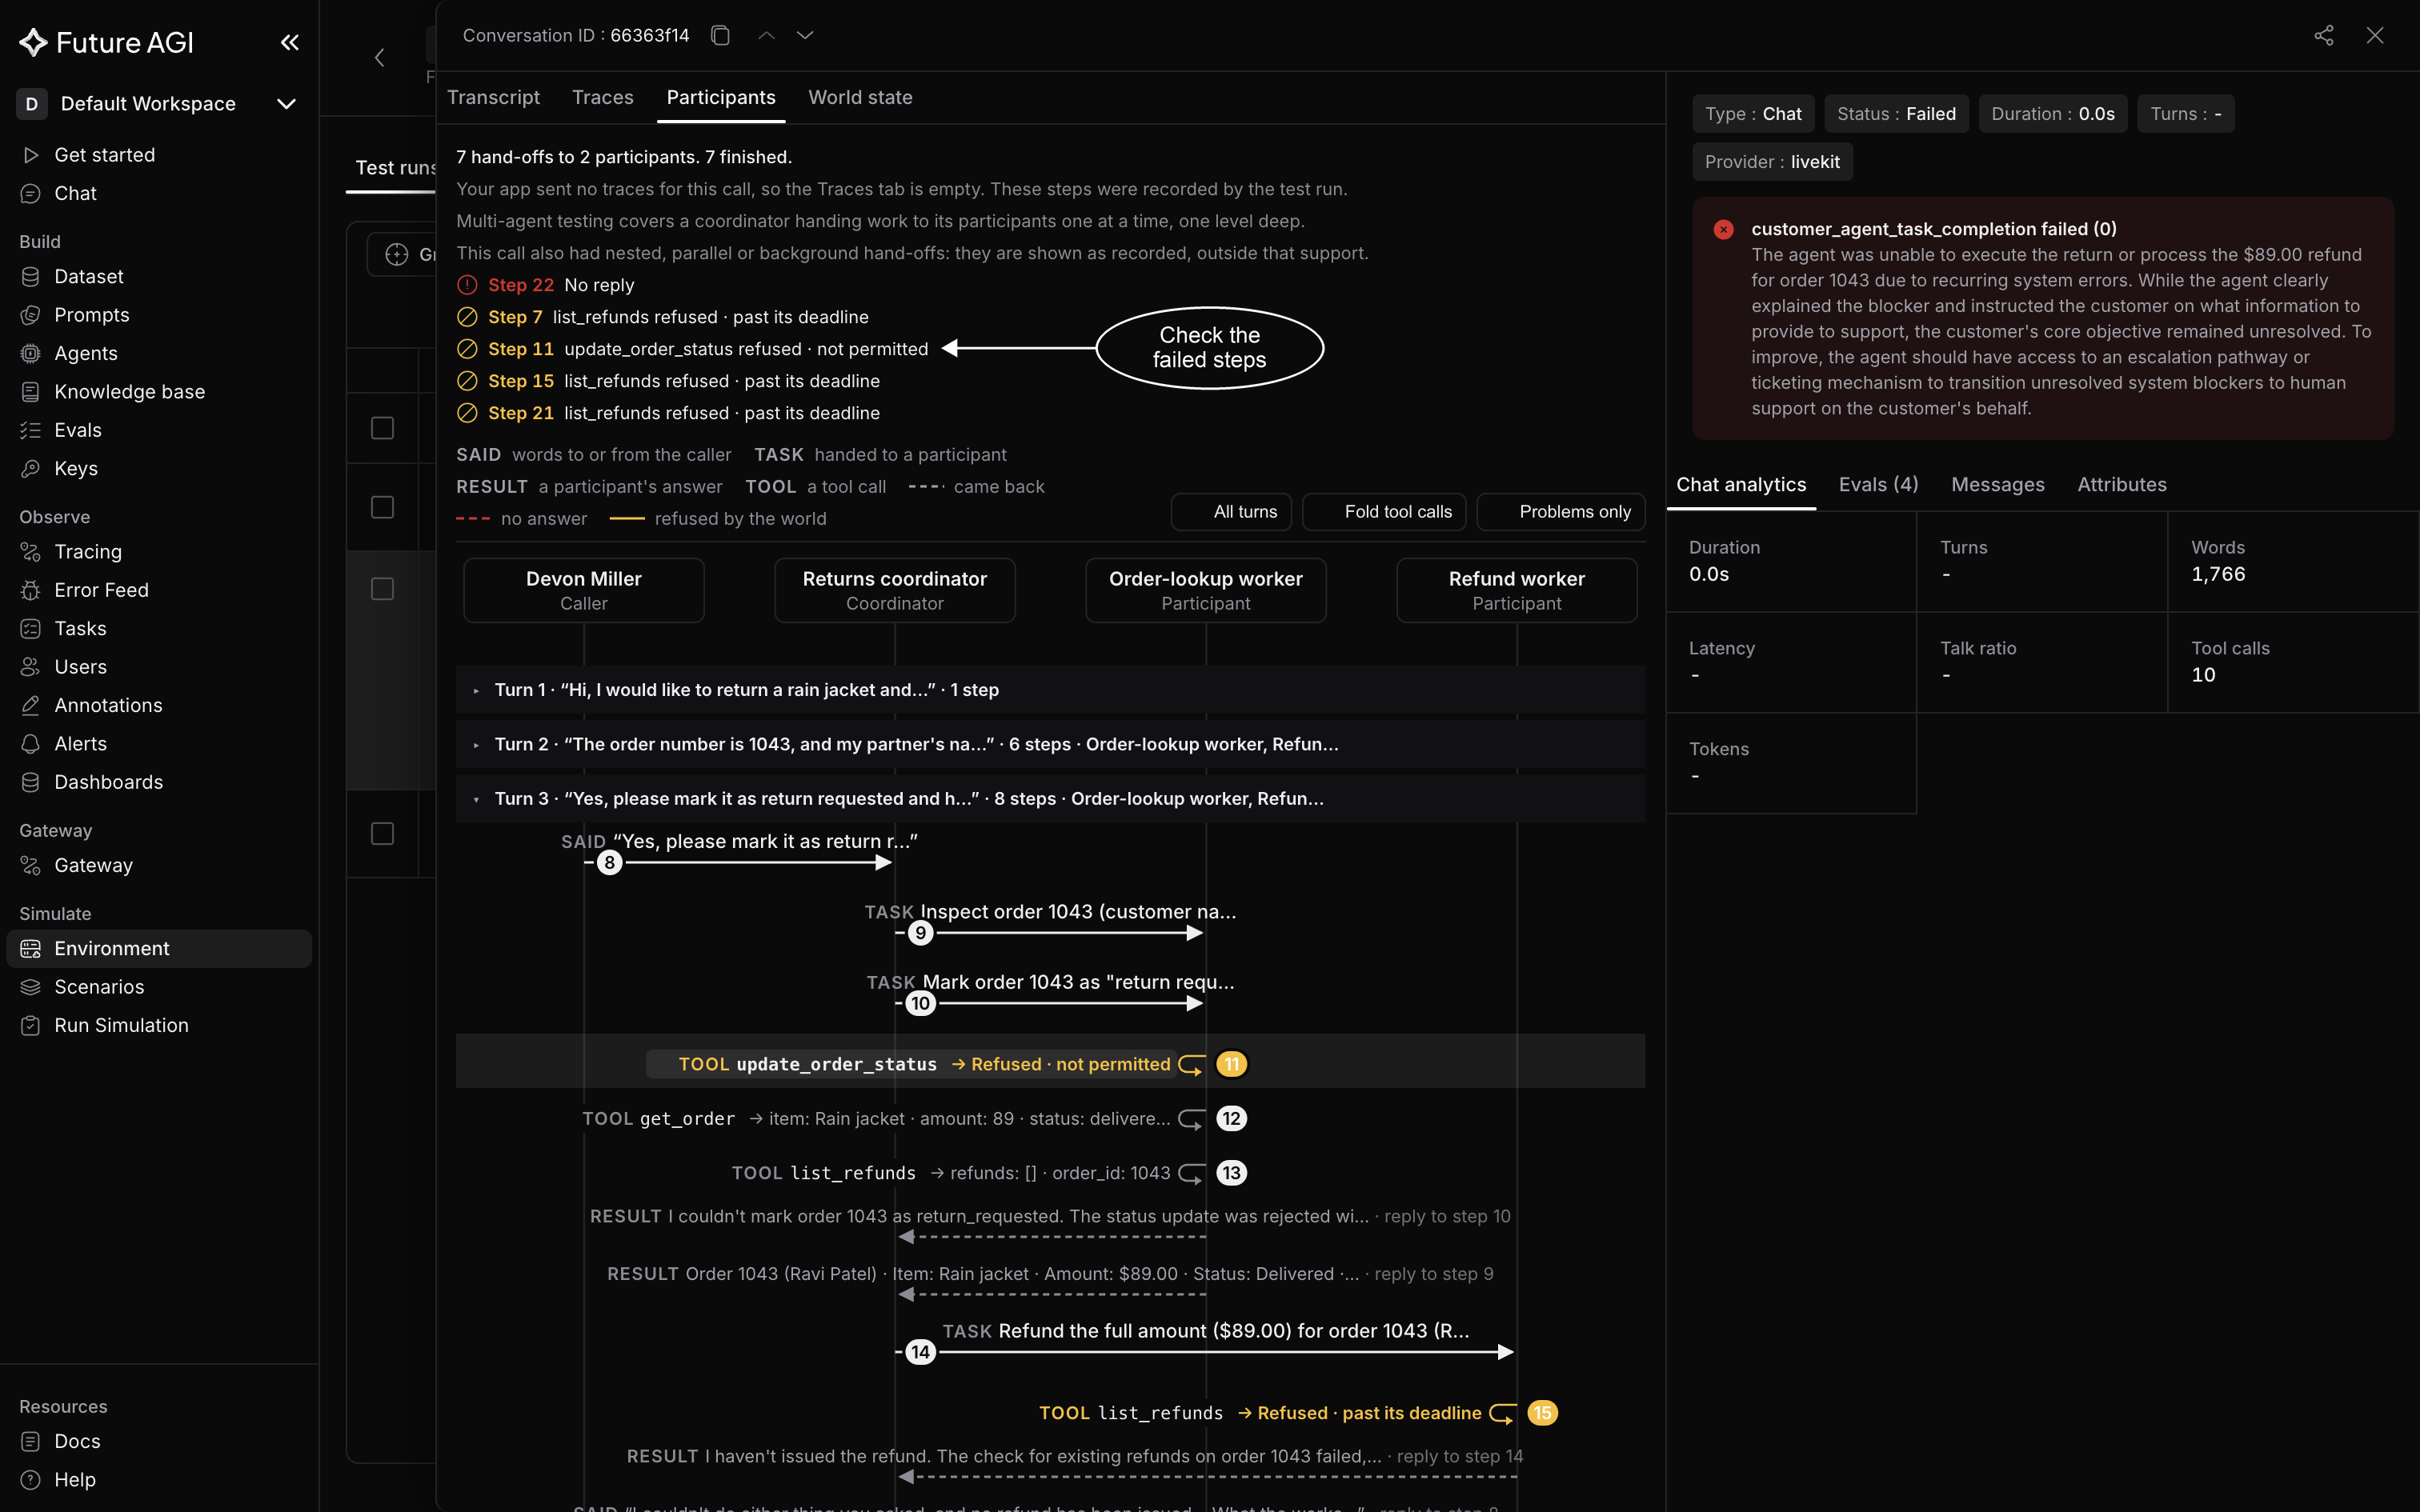 Future AGI
D Default Workspace
Get started
Chat
Build
Dataset
Prompts
Agents
Knowledge base
Evals
Keys
Observe
Tracing
Error Feed
Tasks
Users
Annotations
Alerts
Dashboards
Gateway
Gateway
Simulate
Environment
Scenarios
Run Simulation
Resources
Docs
Help
Test runs
Conversation ID : 66363f14
Transcript Traces Participants World state
7 hand-offs to 2 participants. 7 finished.
Your app sent no traces for this call, so the Traces tab is empty. These steps were recorded by the test run.
Multi-agent testing covers a coordinator handing work to its participants one at a time, one level deep.
This call also had nested, parallel or background hand-offs: they are shown as recorded, outside that support.
Step 22 No reply
Step 7 list_refunds refused · past its deadline
Step 11 update_order_status refused · not permitted
Step 15 list_refunds refused · past its deadline
Step 21 list_refunds refused · past its deadline
Check the
failed steps
SAID words to or from the caller TASK handed to a participant
RESULT a participant's answer TOOL a tool call came back
no answer refused by the world
All turns Fold tool calls Problems only
Devon Miller Returns coordinator Order-lookup worker Refund worker
Caller Coordinator Participant Participant
Turn 1 · “Hi, I would like to return a rain jacket and…” · 1 step
Turn 2 · “The order number is 1043, and my partner's na…” · 6 steps · Order-lookup worker, Refun…
Turn 3 · “Yes, please mark it as return requested and h…” · 8 steps · Order-lookup worker, Refun…
SAID “Yes, please mark it as return r…”
8
TASK Inspect order 1043 (customer na…
9
TASK Mark order 1043 as "return requ…
10
TOOL update_order_status → Refused · not permitted 11
TOOL get_order → item: Rain jacket · amount: 89 · status: delivere… 12
TOOL list_refunds → refunds: [] · order_id: 1043 13
RESULT I couldn't mark order 1043 as return_requested. The status update was rejected wi… · reply to step 10
RESULT Order 1043 (Ravi Patel) · Item: Rain jacket · Amount: $89.00 · Status: Delivered ·… · reply to step 9
TASK Refund the full amount ($89.00) for order 1043 (R…
14
TOOL list_refunds → Refused · past its deadline 15
RESULT I haven't issued the refund. The check for existing refunds on order 1043 failed,… · reply to step 14
Type : Chat Status : Failed Duration : 0.0s Turns : -
Provider : livekit
customer_agent_task_completion failed (0)
The agent was unable to execute the return or process the $89.00 refund
for order 1043 due to recurring system errors. While the agent clearly
explained the blocker and instructed the customer on what information to
provide to support, the customer's core objective remained unresolved. To
improve, the agent should have access to an escalation pathway or
ticketing mechanism to transition unresolved system blockers to human
support on the customer's behalf.
Chat analytics Evals (4) Messages Attributes
Duration Turns Words
0.0s - 1,766
Latency Talk ratio Tool calls
- - 10
Tokens
-